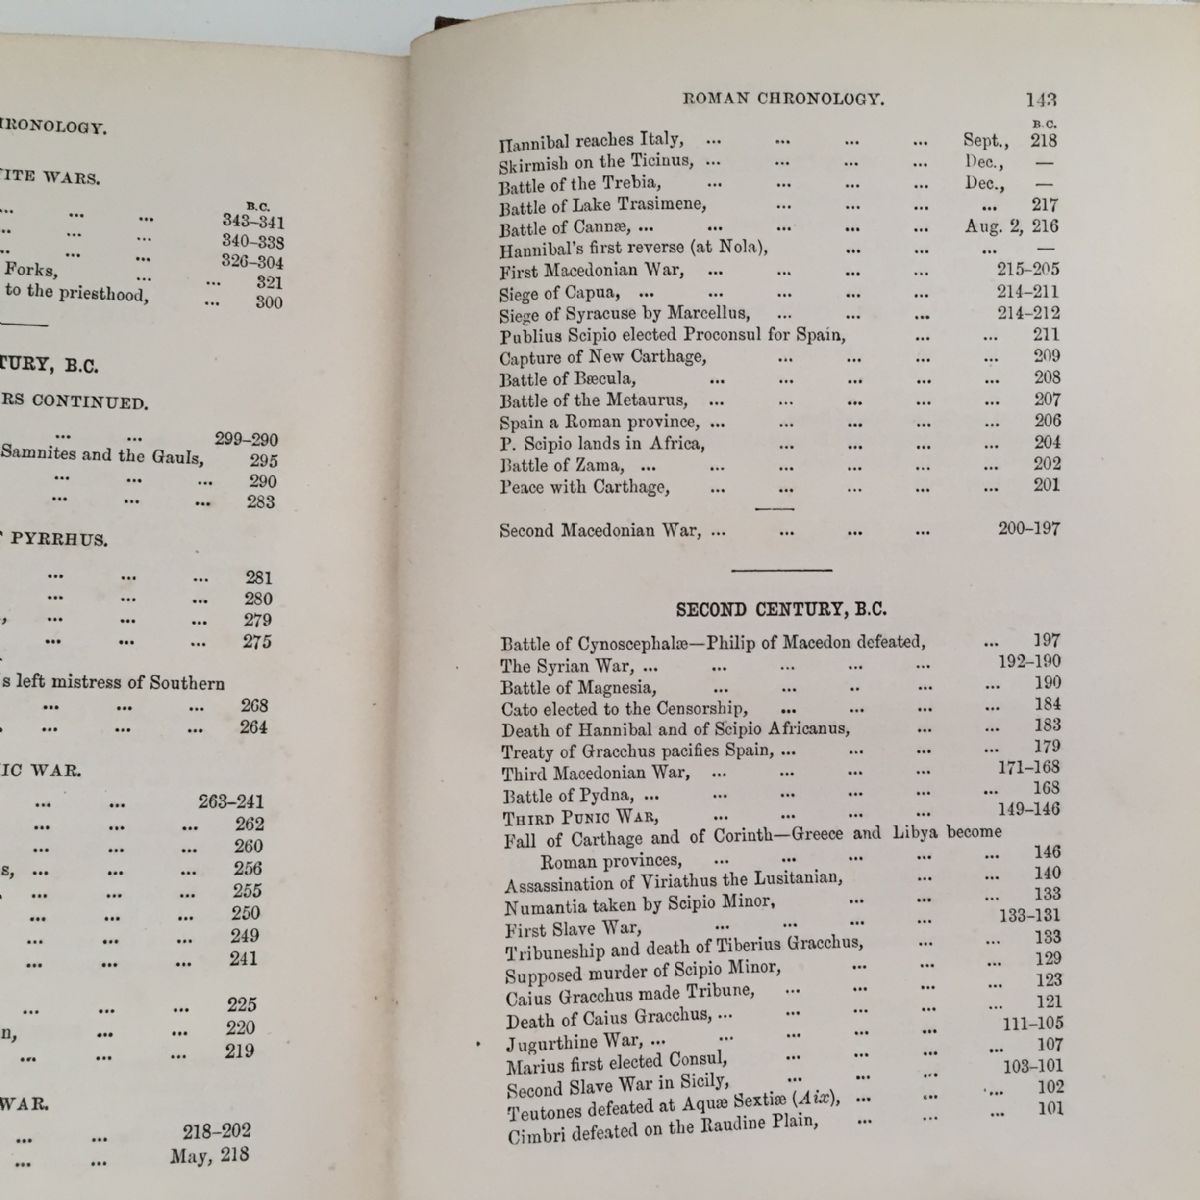 IRONOLOGY.
ITE WARS.
B.C.
... ... ... 343–341
.. ... ... 340–338
.. ... ... 326–304
Forks, ... ... 321
to the priesthood, ... 300
TURY, B.C.
RS CONTINUED.
... ... 299–290
Samnites and the Gauls, 295
... ... ... 290
... ... ... 283
PYRRHUS.
... ... ... 281
... ... ... 280
, ... ... ... 279
... ... ... 275
s left mistress of Southern
... ... ... 268
... ... ... 264
IC WAR.
... ... 263–241
... ... ... 262
... ... ... 260
s, ... ... ... 256
... ... ... 255
... ... ... 250
... ... ... 249
... ... ... 241
... ... ... 225
n, ... ... 220
... ... ... 219
WAR.
... ... 218–202
... ... May, 218
ROMAN CHRONOLOGY. 143
B.C.
Hannibal reaches Italy, ... ... ... ... Sept., 218
Skirmish on the Ticinus, ... ... ... ... Dec., —
Battle of the Trebia, ... ... ... ... Dec., —
Battle of Lake Trasimene, ... ... ... ... 217
Battle of Cannæ, ... ... ... ... ... Aug. 2, 216
Hannibal's first reverse (at Nola), ... ... ... —
First Macedonian War, ... ... ... ... 215–205
Siege of Capua, ... ... ... ... ... 214–211
Siege of Syracuse by Marcellus, ... ... ... 214–212
Publius Scipio elected Proconsul for Spain, ... ... 211
Capture of New Carthage, ... ... ... ... 209
Battle of Bæcula, ... ... ... ... ... 208
Battle of the Metaurus, ... ... ... ... ... 207
Spain a Roman province, ... ... ... ... ... 206
P. Scipio lands in Africa, ... ... ... ... 204
Battle of Zama, ... ... ... ... ... ... 202
Peace with Carthage, ... ... ... ... ... 201
Second Macedonian War, ... ... ... ... 200–197
SECOND CENTURY, B.C.
Battle of Cynoscephalæ—Philip of Macedon defeated, ... 197
The Syrian War, ... ... ... ... ... 192–190
Battle of Magnesia, ... ... .. ... ... 190
Cato elected to the Censorship, ... ... ... ... 184
Death of Hannibal and of Scipio Africanus, ... ... 183
Treaty of Gracchus pacifies Spain, ... ... ... ... 179
Third Macedonian War, ... ... ... ... 171–168
Battle of Pydna, ... ... ... ... ... ... 168
THIRD PUNIC WAR, ... ... ... ... 149–146
Fall of Carthage and of Corinth—Greece and Libya become
Roman provinces, ... ... ... ... ... 146
Assassination of Viriathus the Lusitanian, ... ... 140
Numantia taken by Scipio Minor, ... ... ... 133
First Slave War, ... ... ... ... 133–131
Tribuneship and death of Tiberius Gracchus, ... ... 133
Supposed murder of Scipio Minor, ... ... ... 129
Caius Gracchus made Tribune, ... ... ... ... 123
Death of Caius Gracchus, ... ... ... ... ... 121
Jugurthine War, ... ... ... ... ... 111–105
Marius first elected Consul, ... ... ... ... 107
Second Slave War in Sicily, ... ... ... 103–101
Teutones defeated at Aquæ Sextiæ (Aix), ... ... ... 102
Cimbri defeated on the Raudine Plain, ... ... ... 101